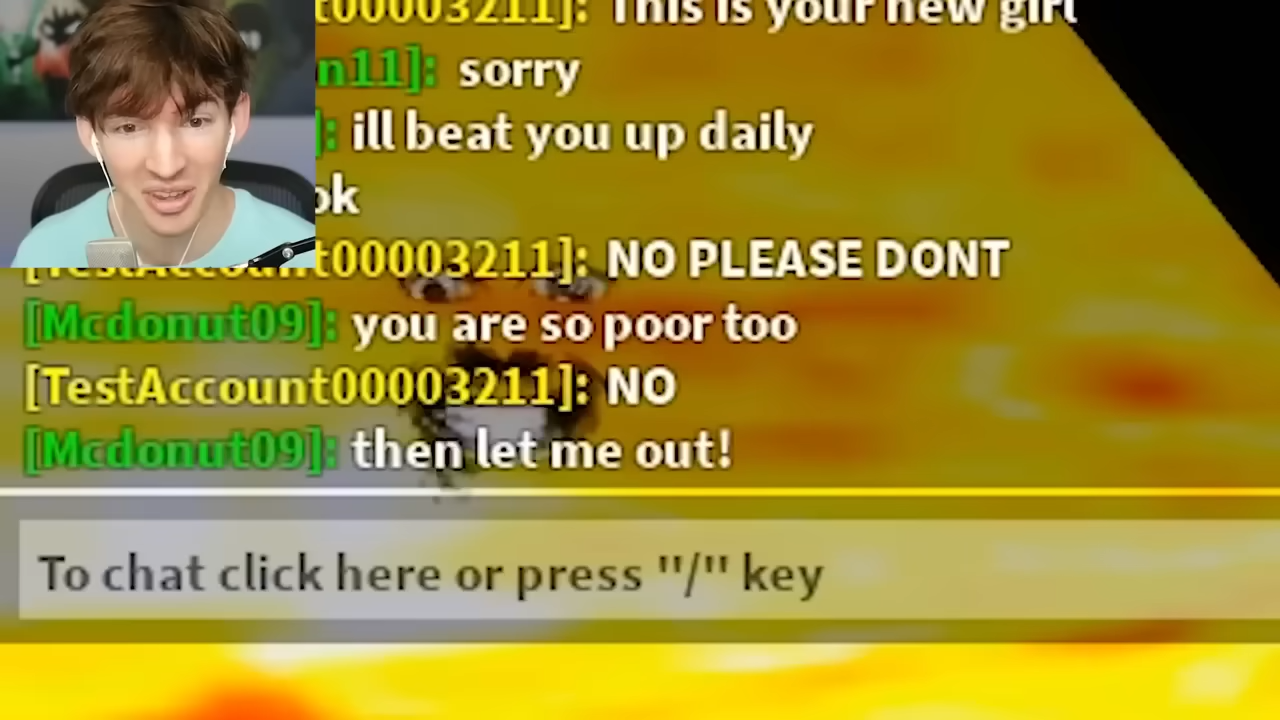 t00003211]: This is your new girl
n11]: sorry
]: ill beat you up daily
ok
[TestAccount00003211]: NO PLEASE DONT
[Mcdonut09]: you are so poor too
[TestAccount00003211]: NO
[Mcdonut09]: then let me out!
To chat click here or press "/" key